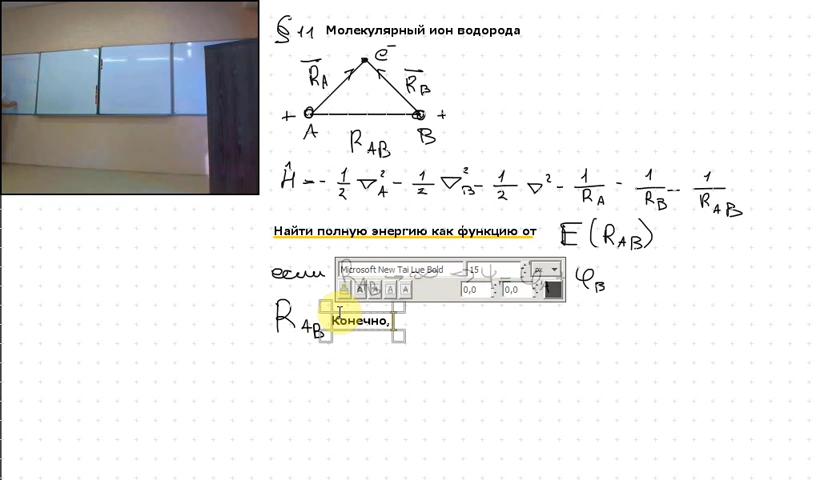 § 11 Молекулярный ион водорода
e⁻
R_A R_B
+ A B +
R_AB
Ĥ = - 1/2 ∇²_A - 1/2 ∇²_B - 1/2 ∇² - 1/R_A - 1/R_B - 1/R_AB
Найти полную энергию как функцию от E (R_AB)
если φ_B
Microsoft New Tai Lue Bold 15 px
A A A A 0,0 0,0
R_AB Конечно,